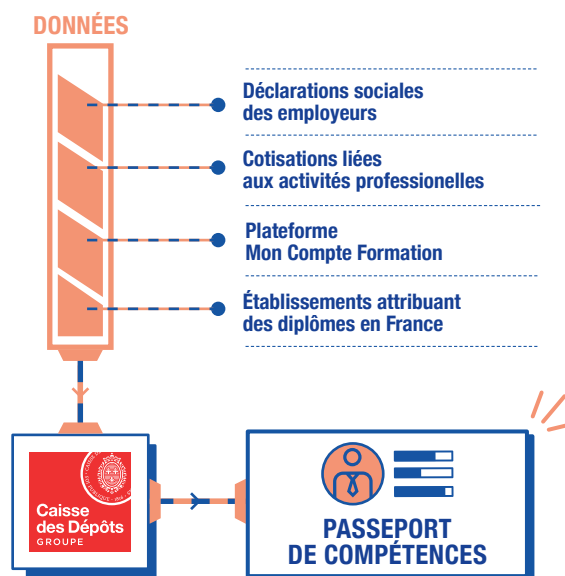 DONNÉES
Déclarations sociales
des employeurs
Cotisations liées
aux activités professionelles
Plateforme
Mon Compte Formation
Établissements attribuant
des diplômes en France
Caisse
des Dépôts
GROUPE
PASSEPORT
DE COMPÉTENCES